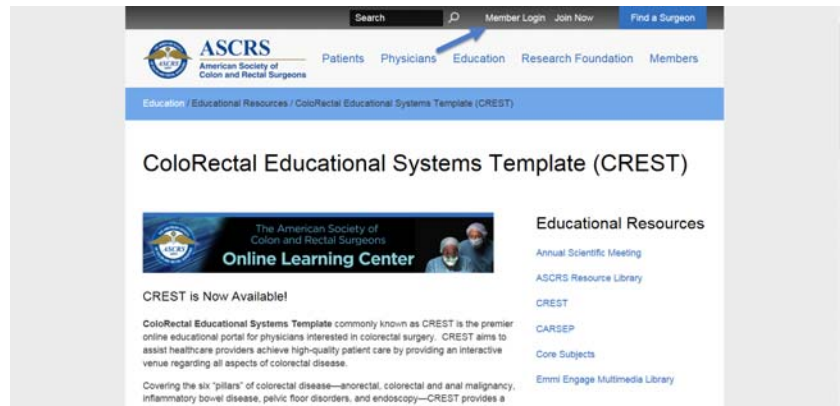 Search Member Login Join Now Find a Surgeon
ASCRS
American Society of
Colon and Rectal Surgeons
Patients Physicians Education Research Foundation Members
Education / Educational Resources / ColoRectal Educational Systems Template (CREST)
ColoRectal Educational Systems Template (CREST)
The American Society of
Colon and Rectal Surgeons
Online Learning Center
CREST is Now Available!
ColoRectal Educational Systems Template commonly known as CREST is the premier
online educational portal for physicians interested in colorectal surgery. CREST aims to
assist healthcare providers achieve high-quality patient care by providing an interactive
venue regarding all aspects of colorectal disease.
Covering the six "pillars" of colorectal disease—anorectal, colorectal and anal malignancy,
inflammatory bowel disease, pelvic floor disorders, and endoscopy—CREST provides a
Educational Resources
Annual Scientific Meeting
ASCRS Resource Library
CREST
CARSEP
Core Subjects
Emmi Engage Multimedia Library